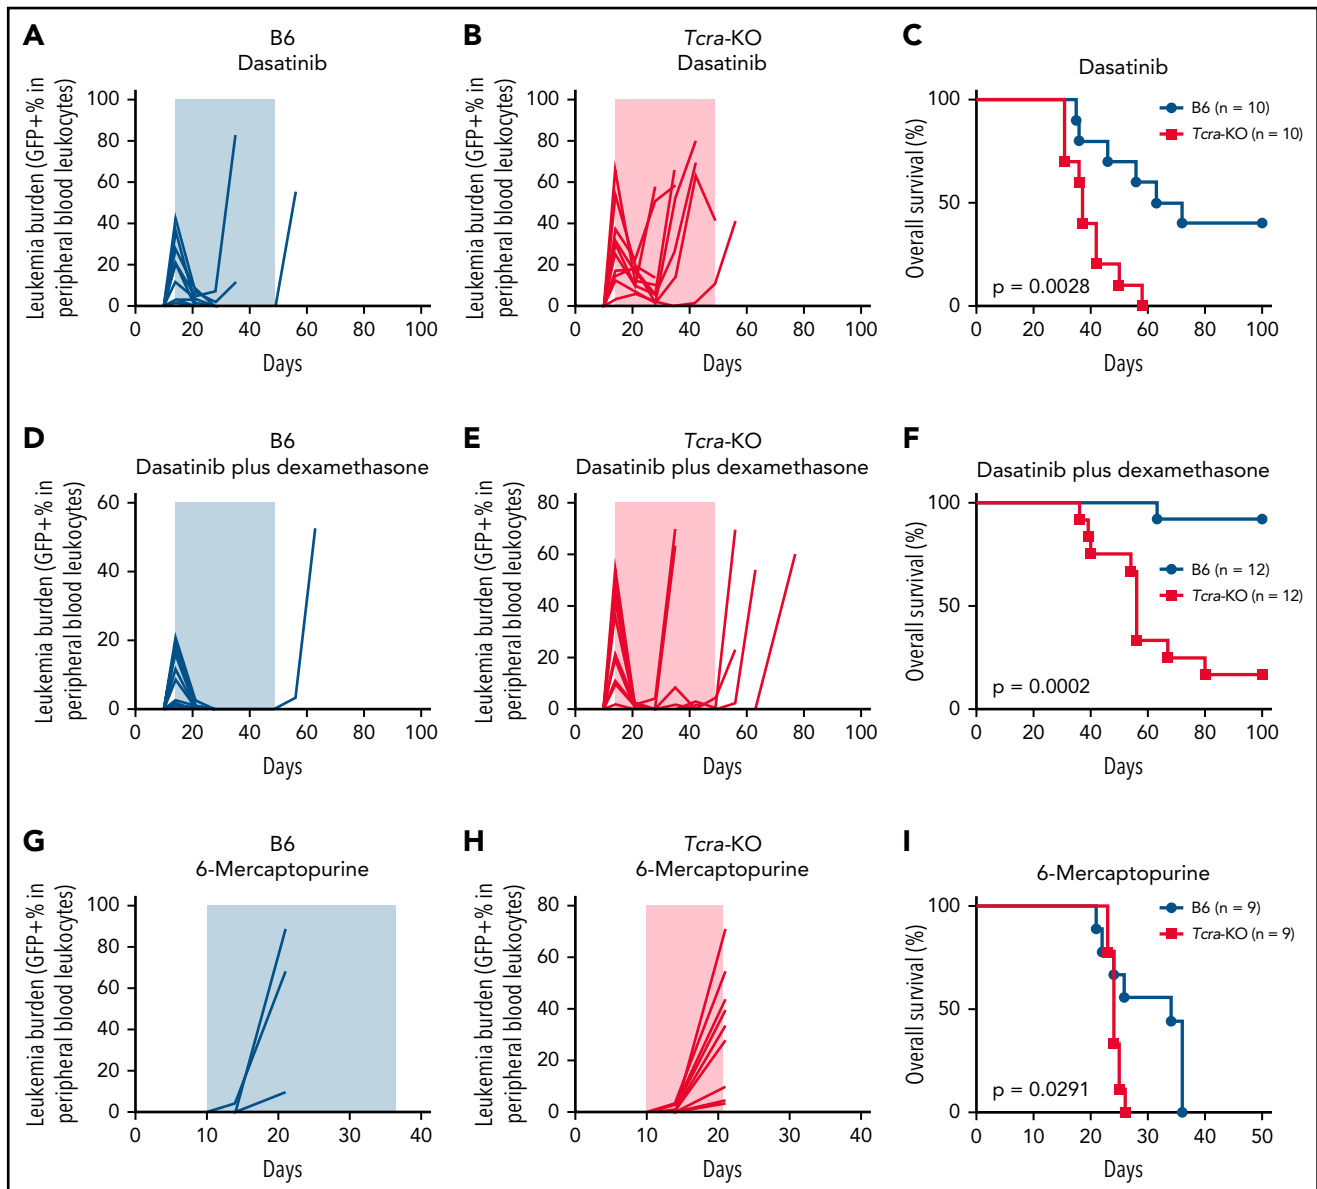 A
B6
Dasatinib
Leukemia burden (GFP+% in
peripheral blood leukocytes)
100
80
60
40
20
0
0 20 40 60 80 100
Days
B
Tcra-KO
Dasatinib
Leukemia burden (GFP+% in
peripheral blood leukocytes)
100
80
60
40
20
0
0 20 40 60 80 100
Days
C
Dasatinib
Overall survival (%)
100
50
0
B6 (n = 10)
Tcra-KO (n = 10)
p = 0.0028
0 20 40 60 80 100
Days
D
B6
Dasatinib plus dexamethasone
Leukemia burden (GFP+% in
peripheral blood leukocytes)
60
40
20
0
0 20 40 60 80 100
Days
E
Tcra-KO
Dasatinib plus dexamethasone
Leukemia burden (GFP+% in
peripheral blood leukocytes)
80
60
40
20
0
0 20 40 60 80 100
Days
F
Dasatinib plus dexamethasone
Overall survival (%)
100
50
0
B6 (n = 12)
Tcra-KO (n = 12)
p = 0.0002
0 20 40 60 80 100
Days
G
B6
6-Mercaptopurine
Leukemia burden (GFP+% in
peripheral blood leukocytes)
100
80
60
40
20
0
0 10 20 30 40
Days
H
Tcra-KO
6-Mercaptopurine
Leukemia burden (GFP+% in
peripheral blood leukocytes)
80
60
40
20
0
0 10 20 30 40
Days
I
6-Mercaptopurine
Overall survival (%)
100
50
0
B6 (n = 9)
Tcra-KO (n = 9)
p = 0.0291
0 10 20 30 40 50
Days